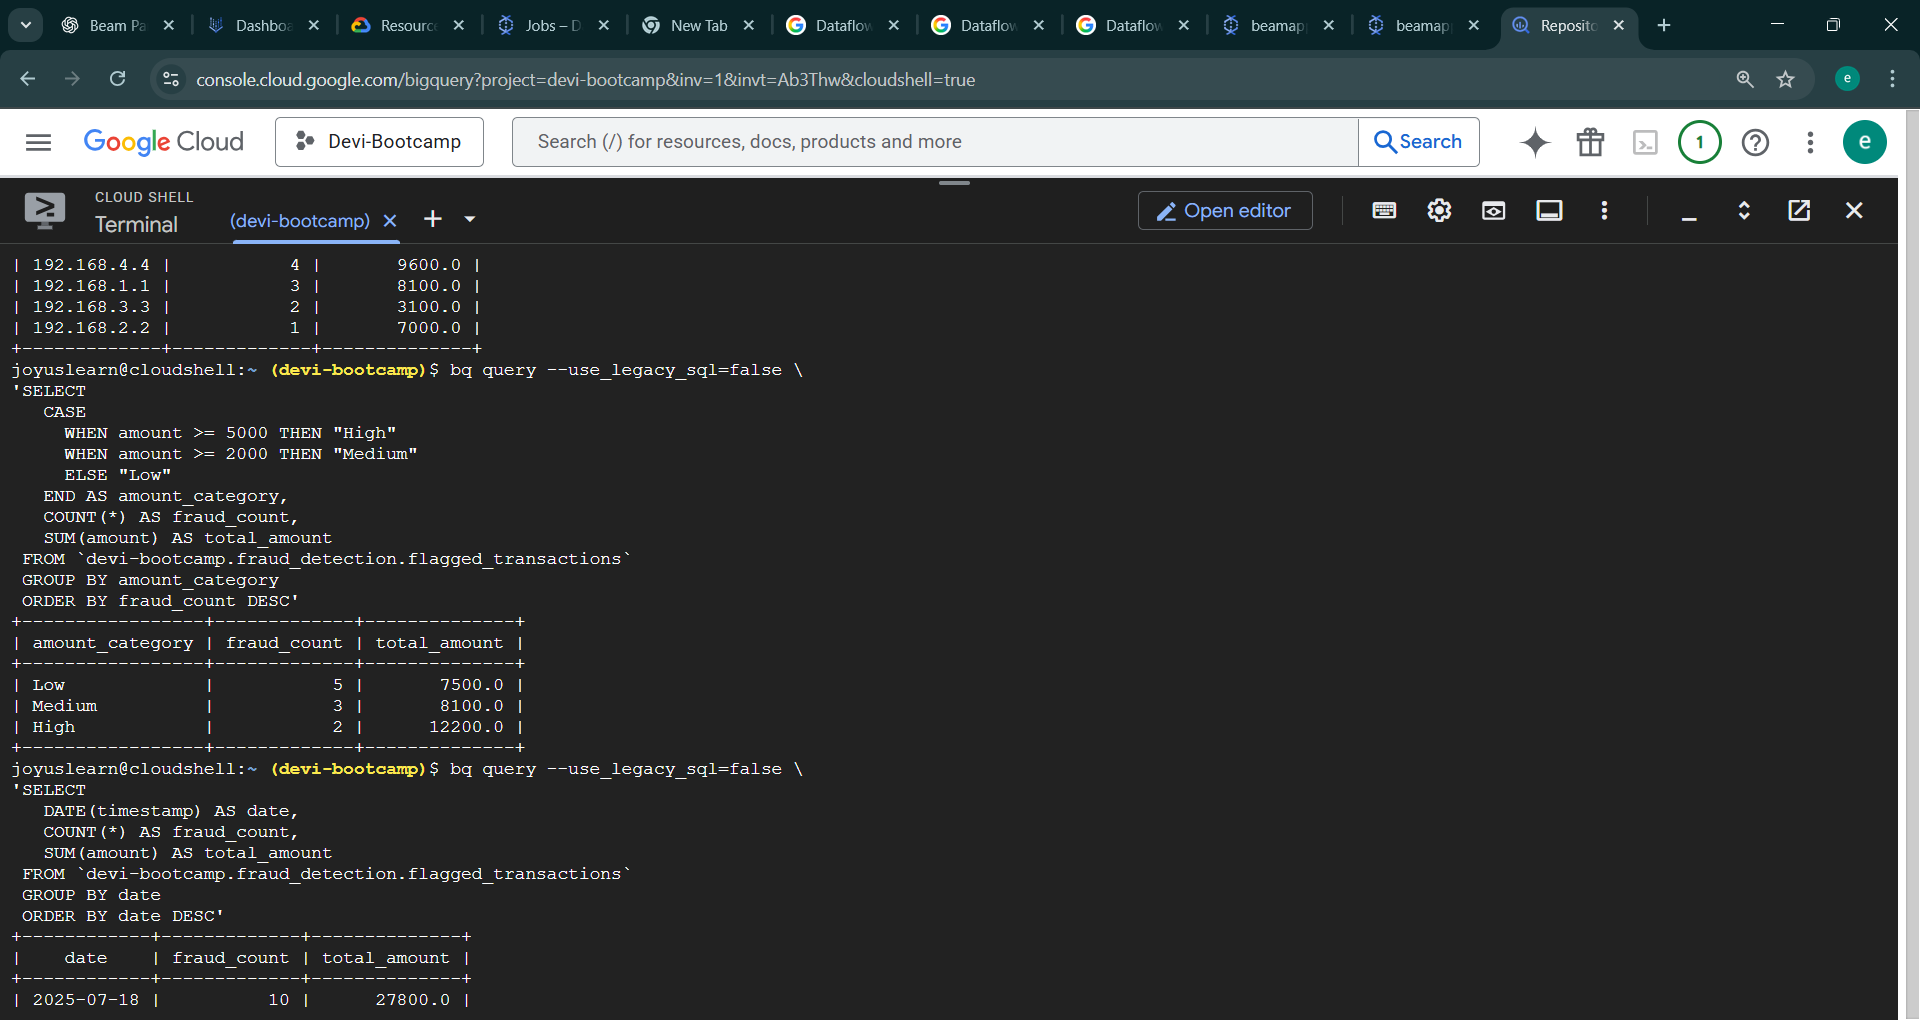 Beam Pa
Dashboa
Resource
Jobs – D
New Tab
Dataflow
Dataflow
Dataflow
beamap
beamap
Reposito
console.cloud.google.com/bigquery?project=devi-bootcamp&inv=1&invt=Ab3Thw&cloudshell=true
e
Google Cloud
Devi-Bootcamp
Search (/) for resources, docs, products and more
Search
1
e
CLOUD SHELL
Terminal
(devi-bootcamp)
Open editor
| 192.168.4.4 |           4 |       9600.0 |
| 192.168.1.1 |           3 |       8100.0 |
| 192.168.3.3 |           2 |       3100.0 |
| 192.168.2.2 |           1 |       7000.0 |
+-------------+-------------+--------------+
joyuslearn@cloudshell:~ (devi-bootcamp)$ bq query --use_legacy_sql=false \
'SELECT
   CASE
     WHEN amount >= 5000 THEN "High"
     WHEN amount >= 2000 THEN "Medium"
     ELSE "Low"
   END AS amount_category,
   COUNT(*) AS fraud_count,
   SUM(amount) AS total_amount
 FROM `devi-bootcamp.fraud_detection.flagged_transactions`
 GROUP BY amount_category
 ORDER BY fraud_count DESC'
+-----------------+-------------+--------------+
| amount_category | fraud_count | total_amount |
+-----------------+-------------+--------------+
| Low             |           5 |       7500.0 |
| Medium          |           3 |       8100.0 |
| High            |           2 |      12200.0 |
+-----------------+-------------+--------------+
joyuslearn@cloudshell:~ (devi-bootcamp)$ bq query --use_legacy_sql=false \
'SELECT
   DATE(timestamp) AS date,
   COUNT(*) AS fraud_count,
   SUM(amount) AS total_amount
 FROM `devi-bootcamp.fraud_detection.flagged_transactions`
 GROUP BY date
 ORDER BY date DESC'
+------------+-------------+--------------+
|    date    | fraud_count | total_amount |
+------------+-------------+--------------+
| 2025-07-18 |          10 |      27800.0 |